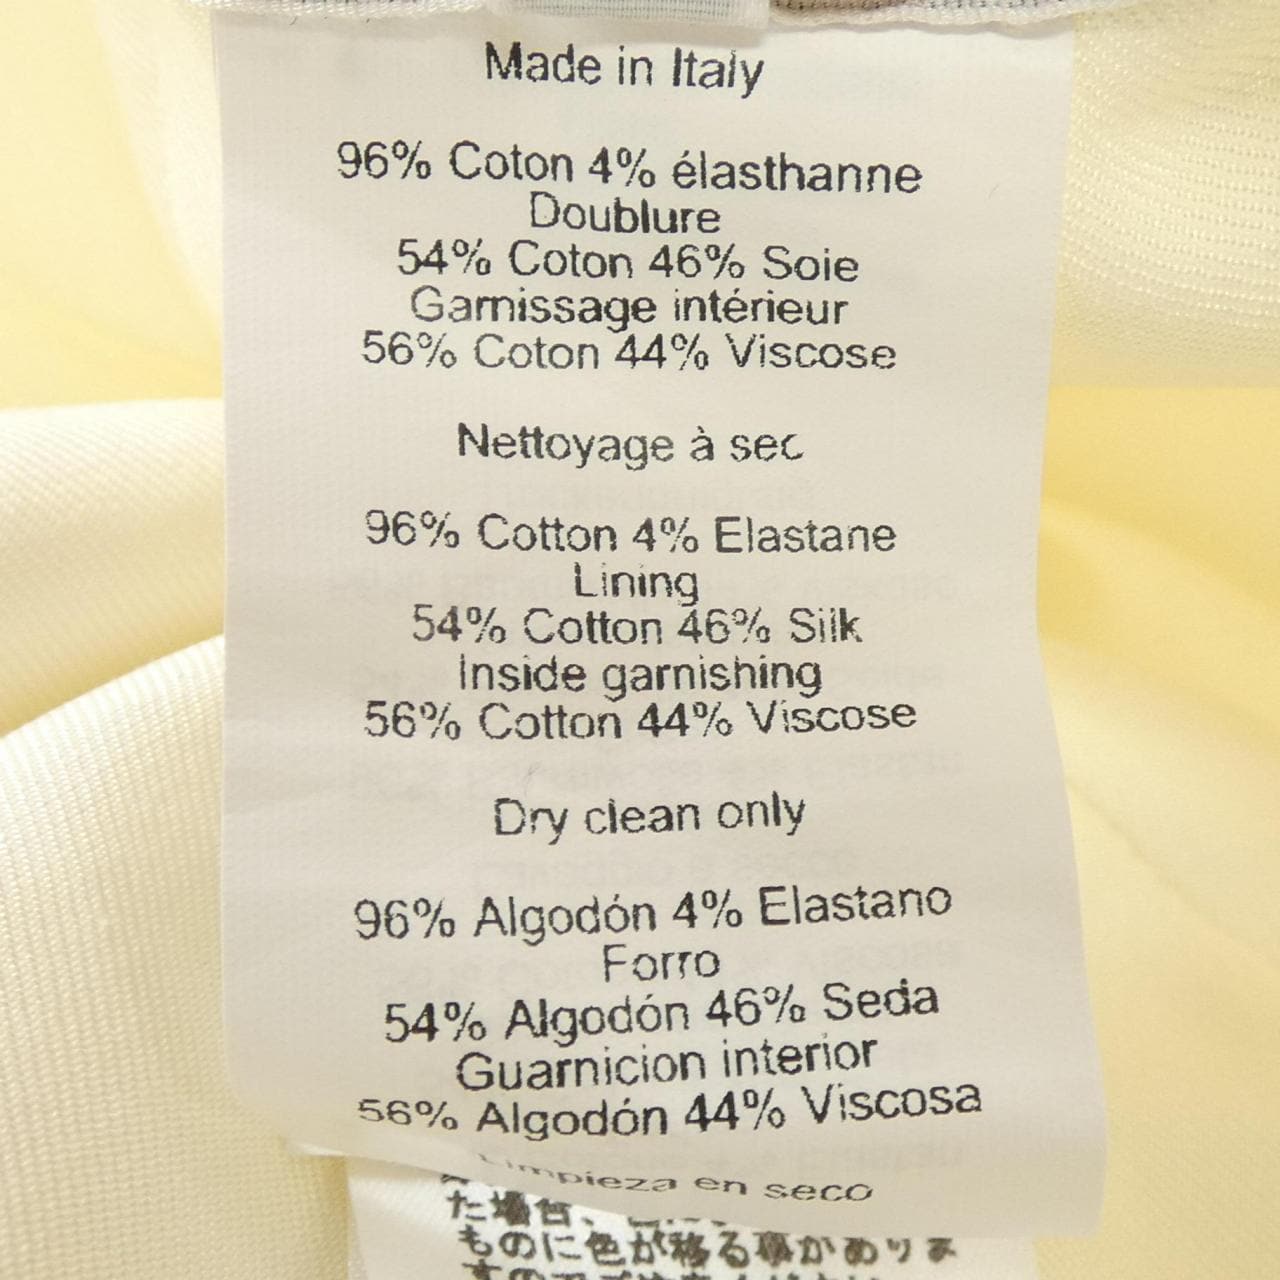 Made in Italy
96% Coton 4% élasthanne
Doublure
54% Coton 46% Soie
Garnissage intérieur
56% Coton 44% Viscose
Nettoyage à sec
96% Cotton 4% Elastane
Lining
54% Cotton 46% Silk
Inside garnishing
56% Cotton 44% Viscose
Dry clean only
96% Algodón 4% Elastano
Forro
54% Algodón 46% Seda
Guarnicion interior
56% Algodón 44% Viscosa
Limpieza en seco
た場合、
ものに色が移る事がありま